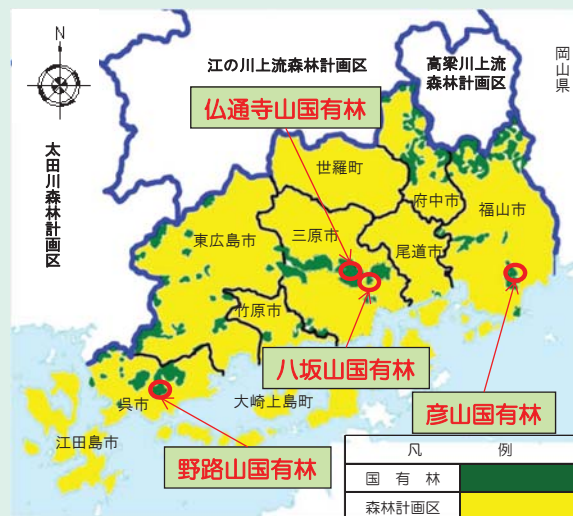 N
江の川上流森林計画区
高梁川上流
森林計画区
岡山県
仏通寺山国有林
太田川森林計画区
世羅町
府中市
福山市
東広島市
三原市
尾道市
竹原市
八坂山国有林
呉市
大崎上島町
彦山国有林
江田島市
野路山国有林
凡 例
国 有 林
森林計画区